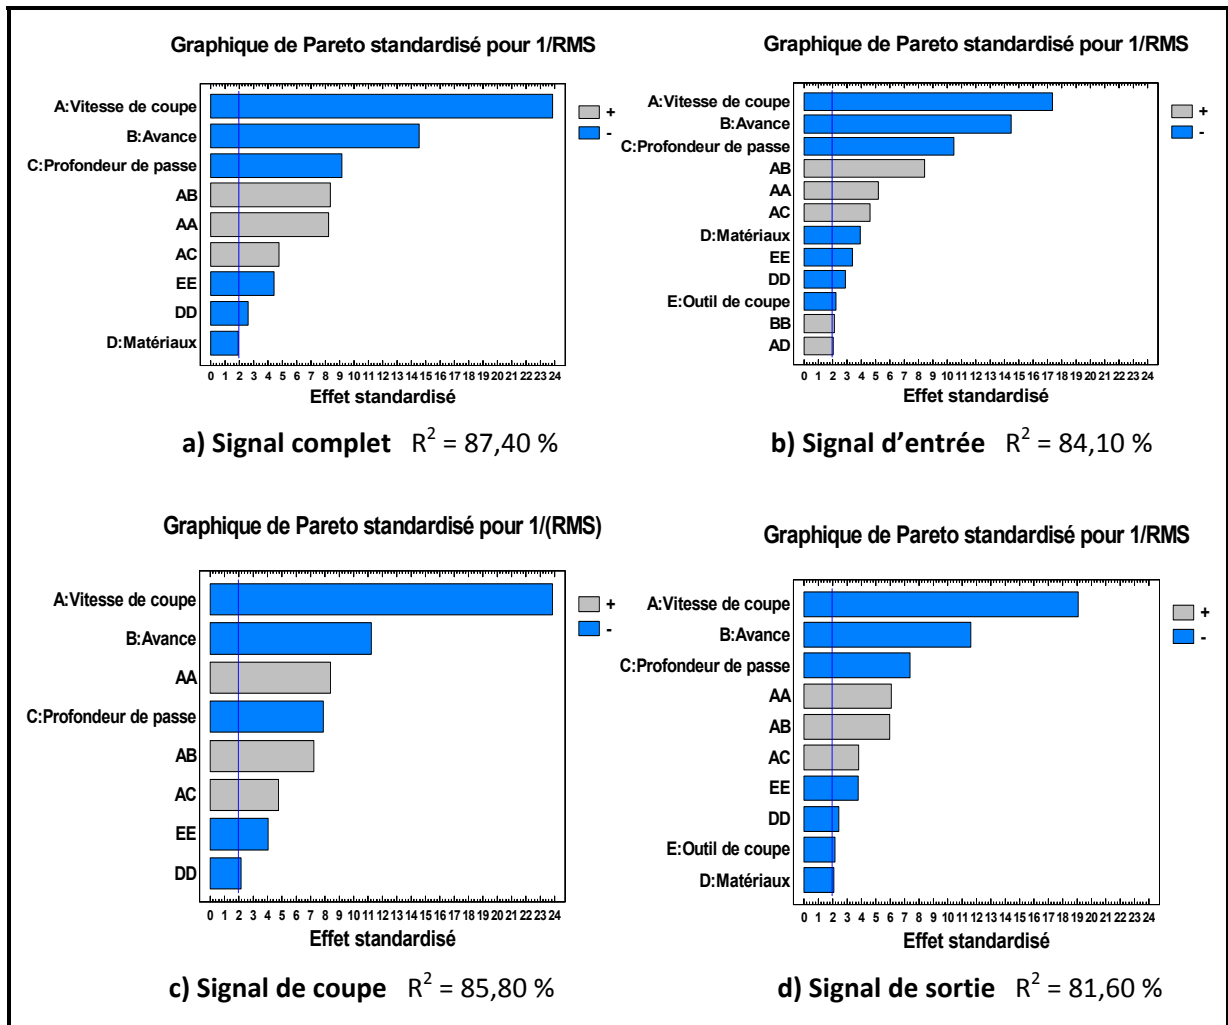 Graphique de Pareto standardisé pour 1/RMS
A:Vitesse de coupe
B:Avance
C:Profondeur de passe
AB
AA
AC
EE
DD
D:Matériaux
+
-
0 1 2 3 4 5 6 7 8 9 10 11 12 13 14 15 16 17 18 19 20 21 22 23 24
Effet standardisé
a) Signal complet R² = 87,40 %
Graphique de Pareto standardisé pour 1/RMS
A:Vitesse de coupe
B:Avance
C:Profondeur de passe
AB
AA
AC
D:Matériaux
EE
DD
E:Outil de coupe
BB
AD
+
-
0 1 2 3 4 5 6 7 8 9 10 11 12 13 14 15 16 17 18 19 20 21 22 23 24
Effet standardisé
b) Signal d’entrée R² = 84,10 %
Graphique de Pareto standardisé pour 1/(RMS)
A:Vitesse de coupe
B:Avance
AA
C:Profondeur de passe
AB
AC
EE
DD
+
-
0 1 2 3 4 5 6 7 8 9 10 11 12 13 14 15 16 17 18 19 20 21 22 23 24
Effet standardisé
c) Signal de coupe R² = 85,80 %
Graphique de Pareto standardisé pour 1/RMS
A:Vitesse de coupe
B:Avance
C:Profondeur de passe
AA
AB
AC
EE
DD
E:Outil de coupe
D:Matériaux
+
-
0 1 2 3 4 5 6 7 8 9 10 11 12 13 14 15 16 17 18 19 20 21 22 23 24
Effet standardisé
d) Signal de sortie R² = 81,60 %